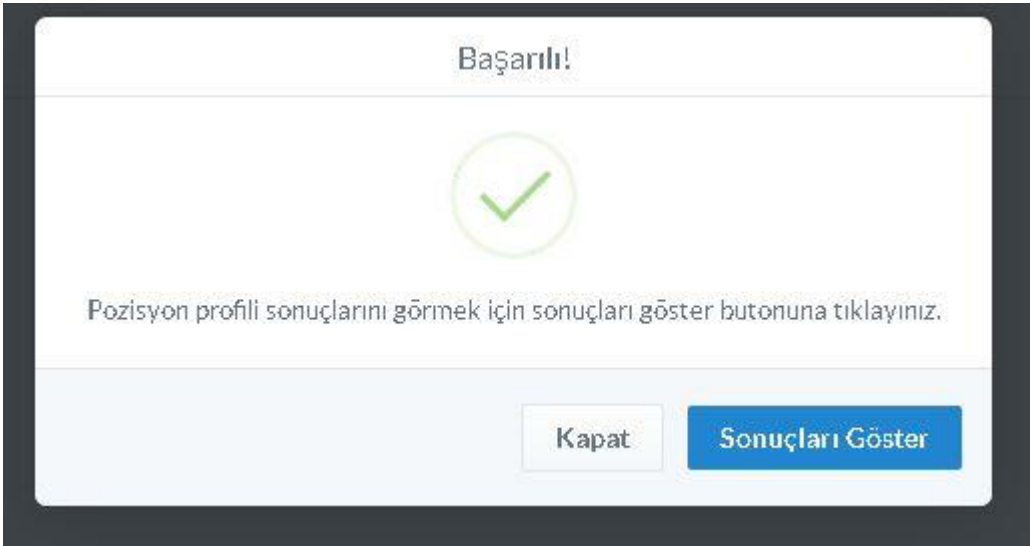 Başarılı!
Pozisyon profili sonuçlarını görmek için sonuçları göster butonuna tıklayınız.
Kapat
Sonuçları Göster